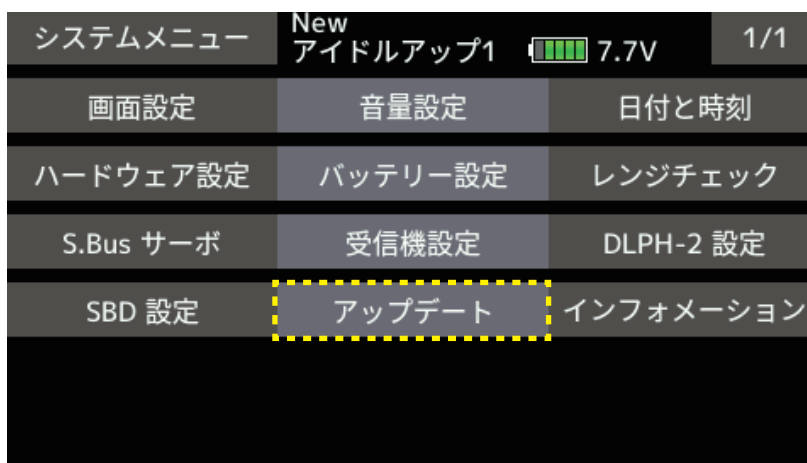 システムメニュー
New
アイドルアップ1
7.7V
1/1
画面設定
音量設定
日付と時刻
ハードウェア設定
バッテリー設定
レンジチェック
S.Bus サーボ
受信機設定
DLPH-2 設定
SBD 設定
アップデート
インフォメーション